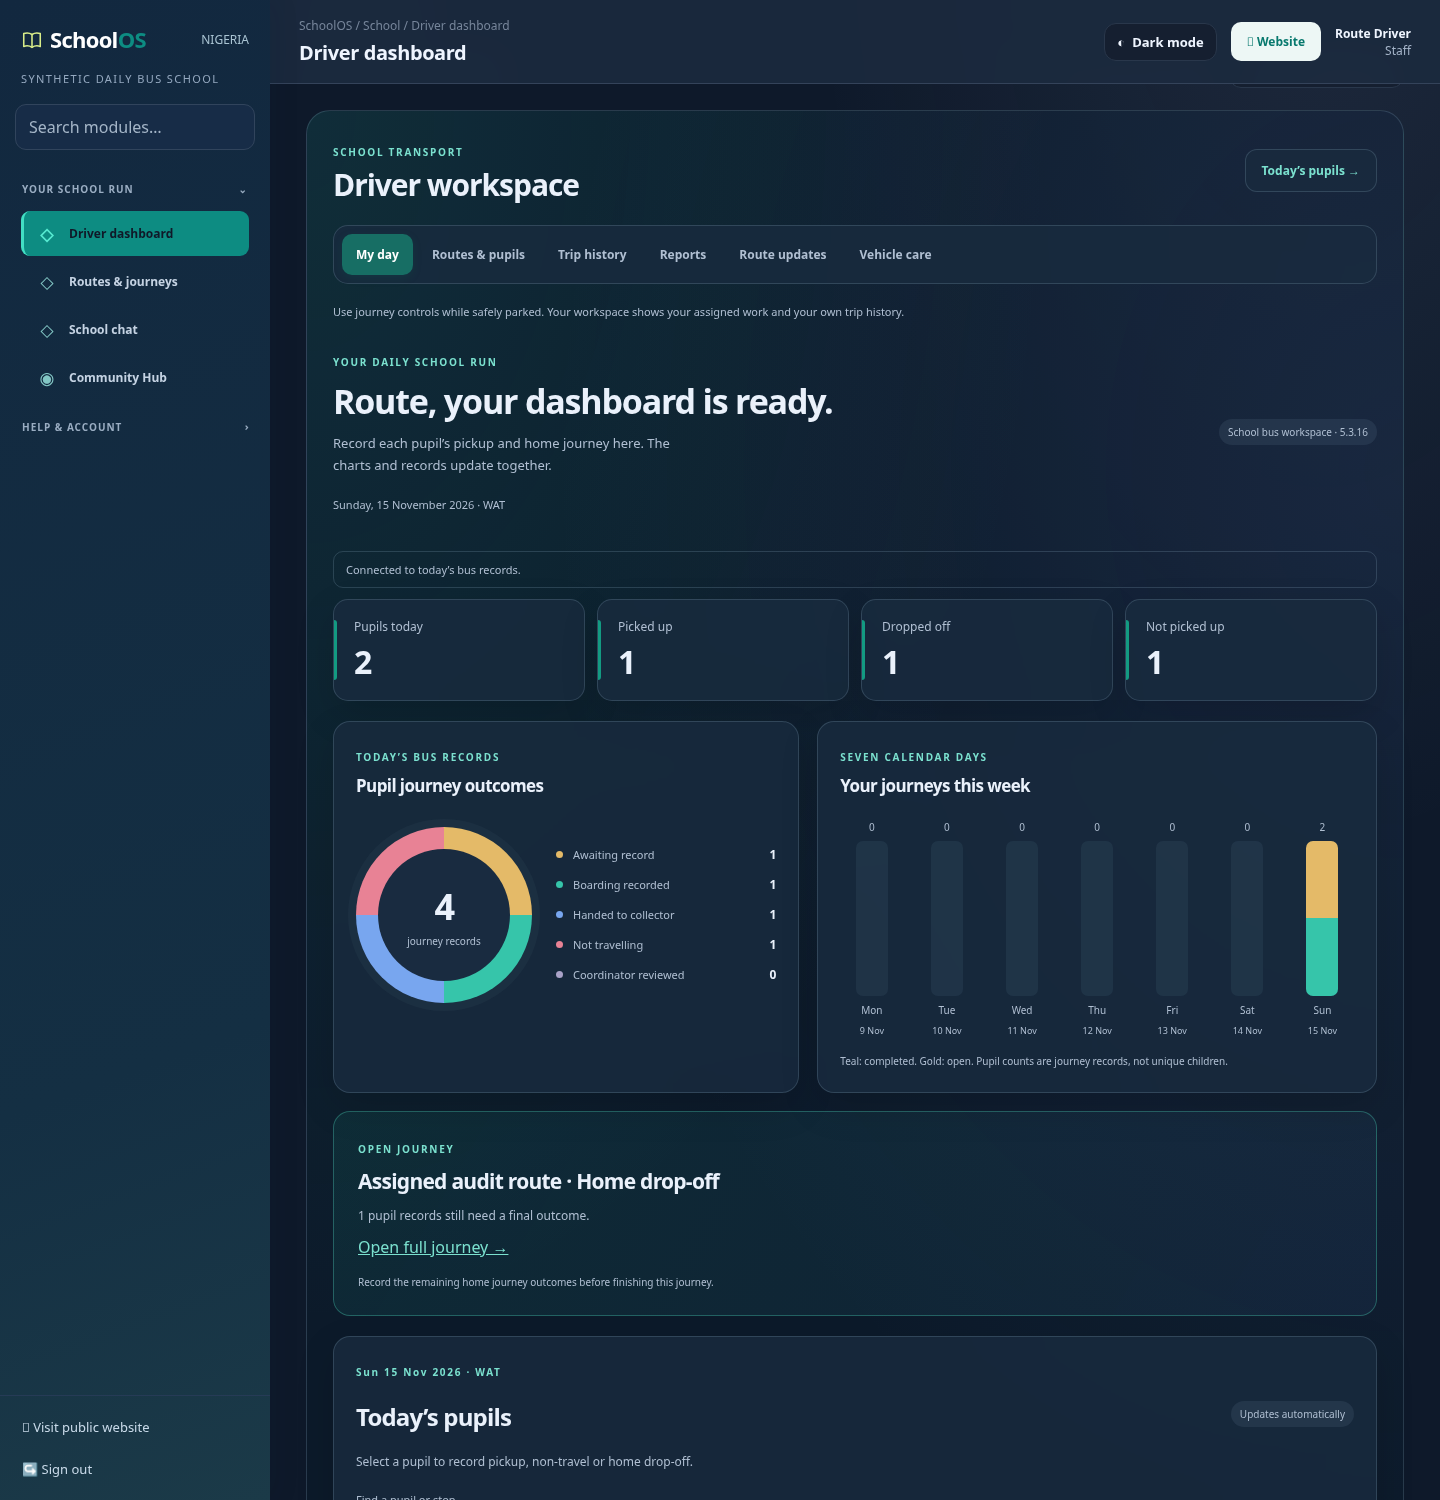 SchoolOS
NIGERIA
SYNTHETIC DAILY BUS SCHOOL
Search modules...
YOUR SCHOOL RUN
Driver dashboard
Routes & journeys
School chat
Community Hub
HELP & ACCOUNT
Visit public website
Sign out
SchoolOS / School / Driver dashboard
Driver dashboard
Dark mode
Website
Route Driver
Staff
SCHOOL TRANSPORT
Driver workspace
Today's pupils →
My day
Routes & pupils
Trip history
Reports
Route updates
Vehicle care
Use journey controls while safely parked. Your workspace shows your assigned work and your own trip history.
YOUR DAILY SCHOOL RUN
Route, your dashboard is ready.
Record each pupil's pickup and home journey here. The
charts and records update together.
Sunday, 15 November 2026 · WAT
School bus workspace · 5.3.16
Connected to today's bus records.
Pupils today
2
Picked up
1
Dropped off
1
Not picked up
1
TODAY'S BUS RECORDS
Pupil journey outcomes
4
journey records
Awaiting record 1
Boarding recorded 1
Handed to collector 1
Not travelling 1
Coordinator reviewed 0
SEVEN CALENDAR DAYS
Your journeys this week
0 0 0 0 0 0 2
Mon Tue Wed Thu Fri Sat Sun
9 Nov 10 Nov 11 Nov 12 Nov 13 Nov 14 Nov 15 Nov
Teal: completed. Gold: open. Pupil counts are journey records, not unique children.
OPEN JOURNEY
Assigned audit route · Home drop-off
1 pupil records still need a final outcome.
Open full journey →
Record the remaining home journey outcomes before finishing this journey.
Sun 15 Nov 2026 · WAT
Today's pupils
Updates automatically
Select a pupil to record pickup, non-travel or home drop-off.
Find a pupil or stop